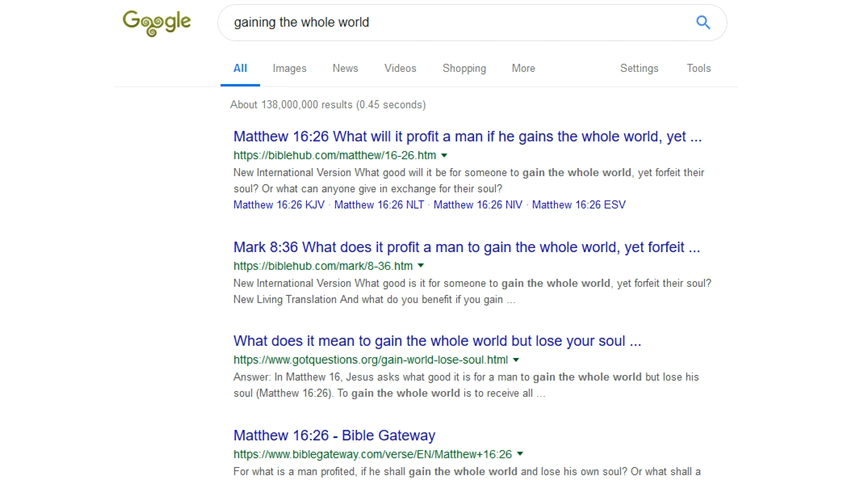 Google
gaining the whole world
All Images News Videos Shopping More Settings Tools
About 138,000,000 results (0.45 seconds)
Matthew 16:26 What will it profit a man if he gains the whole world, yet ...
https://biblehub.com/matthew/16-26.htm
New International Version What good will it be for someone to gain the whole world, yet forfeit their
soul? Or what can anyone give in exchange for their soul?
Matthew 16:26 KJV · Matthew 16:26 NLT · Matthew 16:26 NIV · Matthew 16:26 ESV
Mark 8:36 What does it profit a man to gain the whole world, yet forfeit ...
https://biblehub.com/mark/8-36.htm
New International Version What good is it for someone to gain the whole world, yet forfeit their soul?
New Living Translation And what do you benefit if you gain ...
What does it mean to gain the whole world but lose your soul ...
https://www.gotquestions.org/gain-world-lose-soul.html
Answer: In Matthew 16, Jesus asks what good it is for a man to gain the whole world but lose his
soul (Matthew 16:26). To gain the whole world is to receive all ...
Matthew 16:26 - Bible Gateway
https://www.biblegateway.com/verse/EN/Matthew+16:26
For what is a man profited, if he shall gain the whole world and lose his own soul? Or what shall a